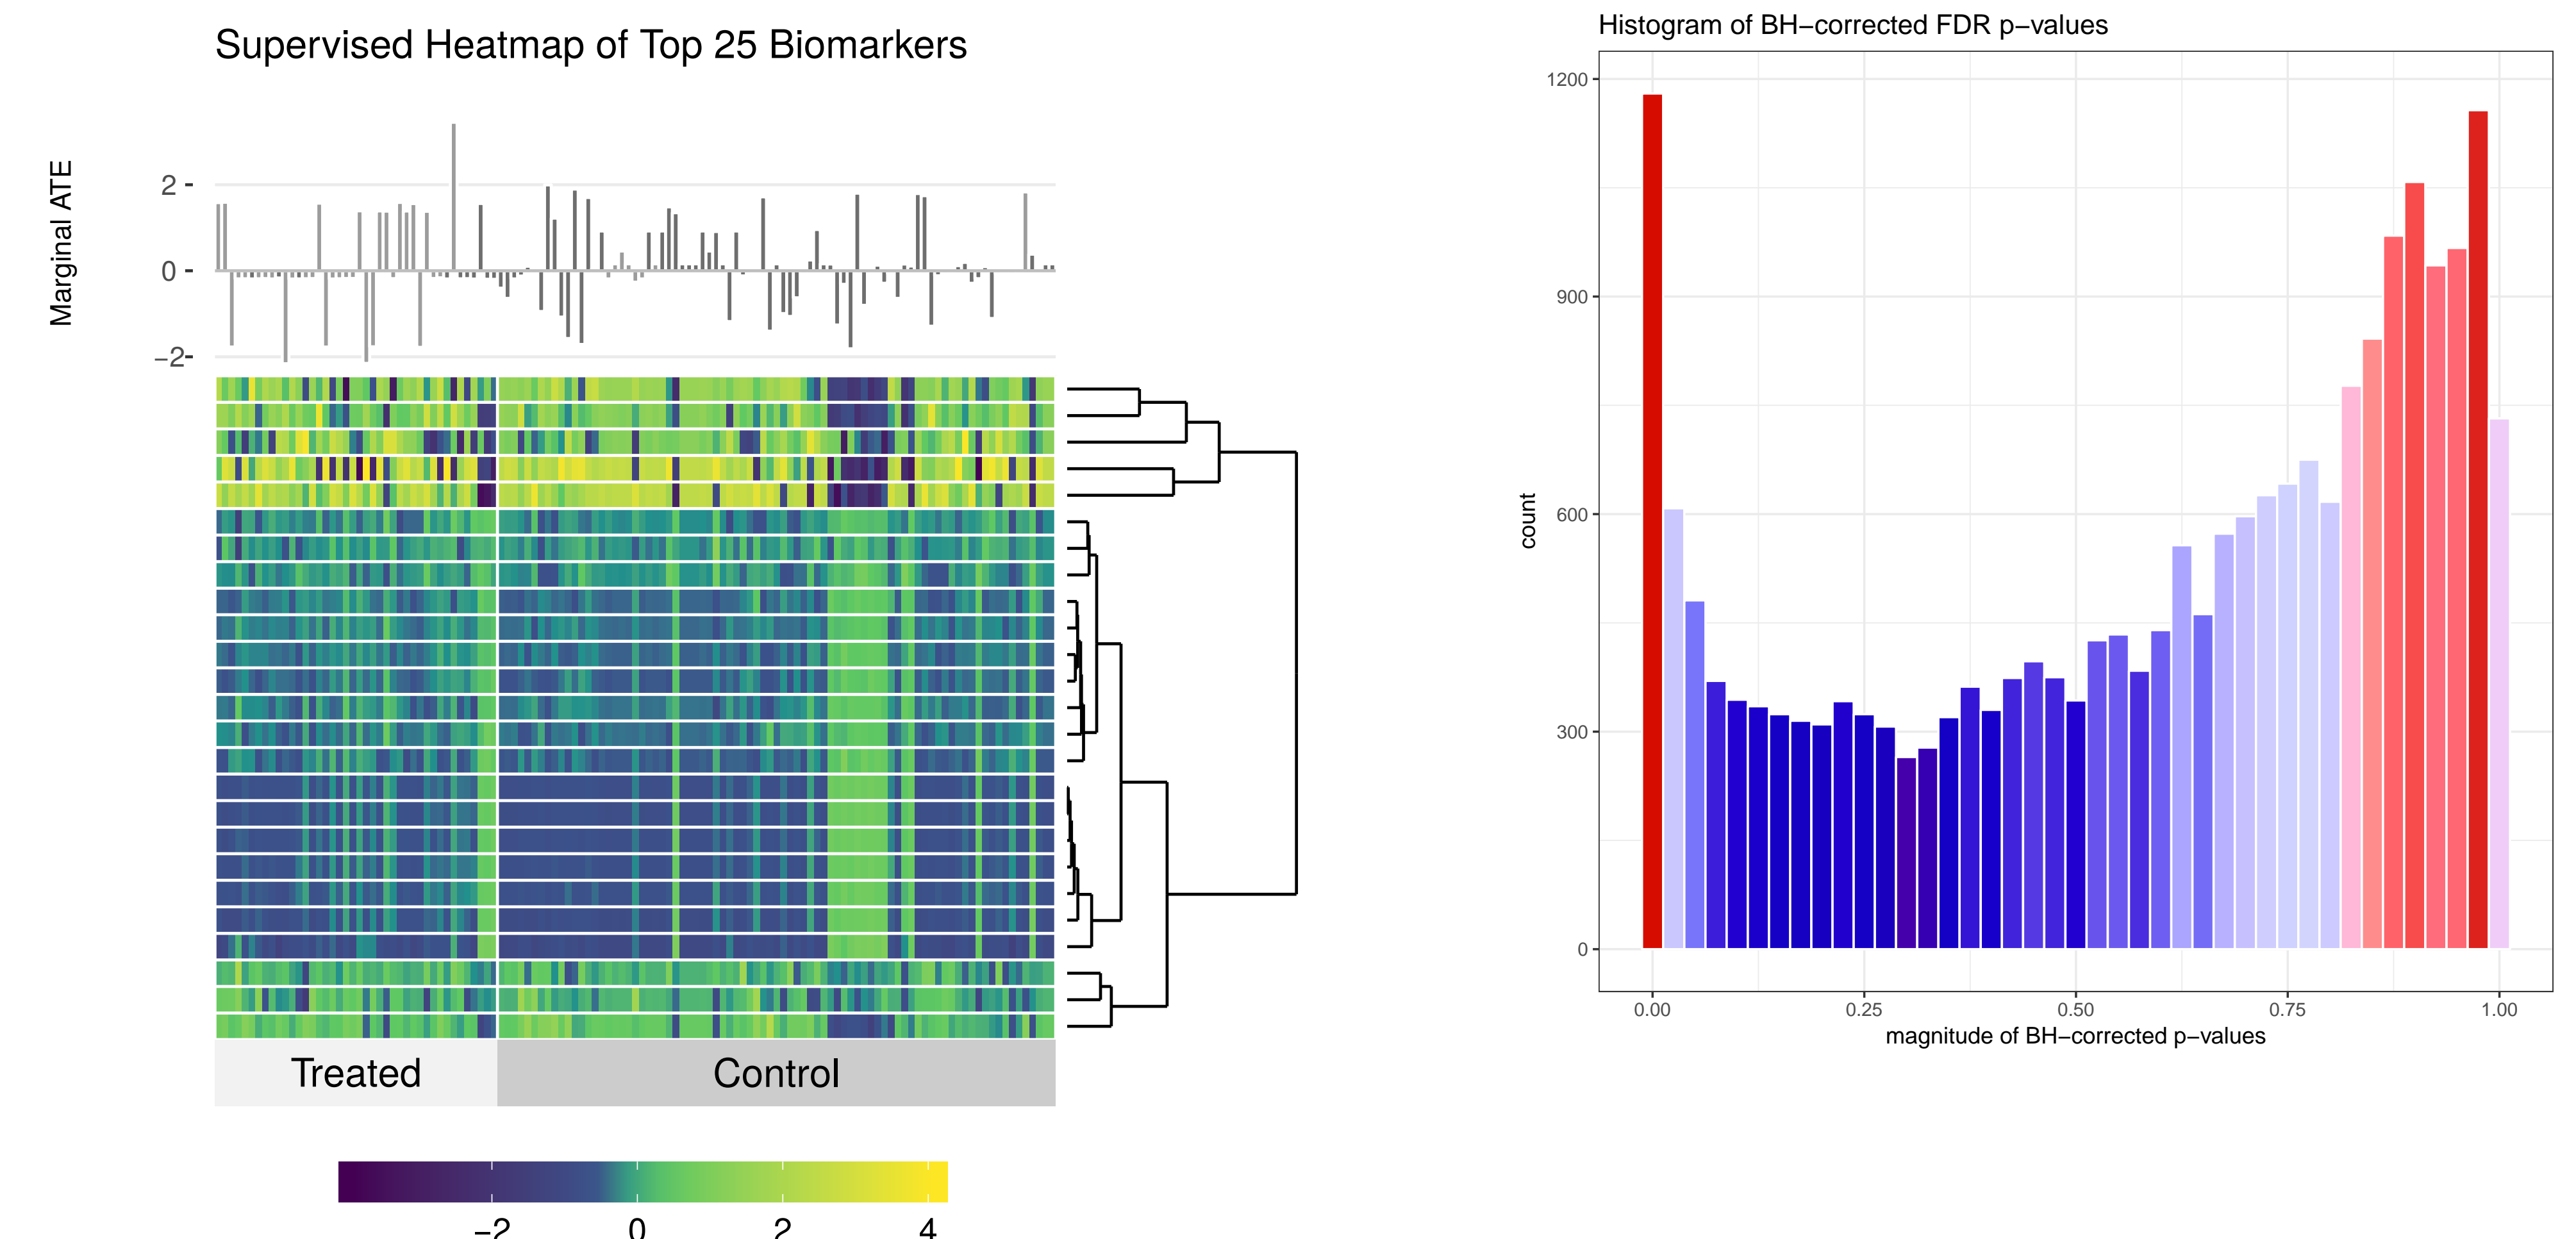 Supervised Heatmap of Top 25 Biomarkers
Marginal ATE
2
0
−2
Treated
Control
−2
0
2
4
Histogram of BH−corrected FDR p−values
count
1200
900
600
300
0
0.00
0.25
0.50
0.75
1.00
magnitude of BH−corrected p−values